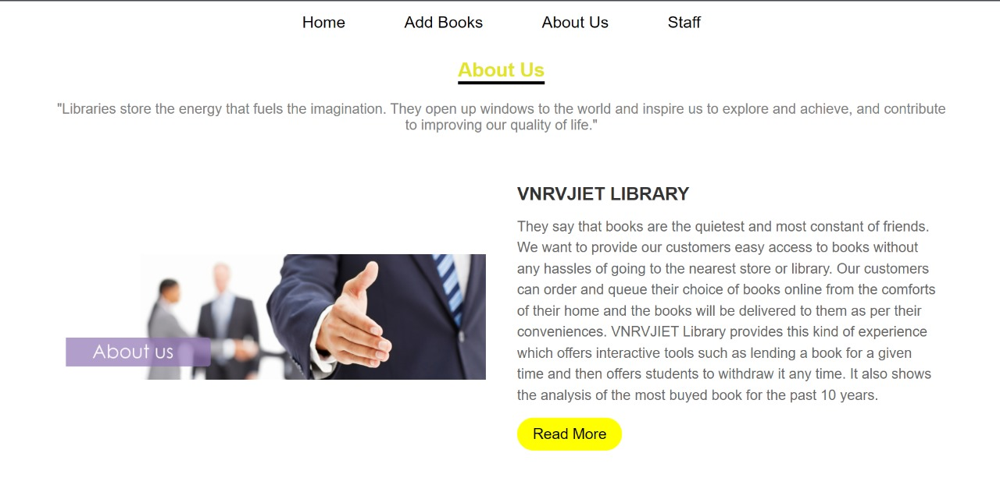 Home Add Books About Us Staff
About Us
"Libraries store the energy that fuels the imagination. They open up windows to the world and inspire us to explore and achieve, and contribute
to improving our quality of life."
VNRVJIET LIBRARY
They say that books are the quietest and most constant of friends.
We want to provide our customers easy access to books without
any hassles of going to the nearest store or library. Our customers
can order and queue their choice of books online from the comforts
of their home and the books will be delivered to them as per their
conveniences. VNRVJIET Library provides this kind of experience
which offers interactive tools such as lending a book for a given
time and then offers students to withdraw it any time. It also shows
the analysis of the most buyed book for the past 10 years.
Read More
About us